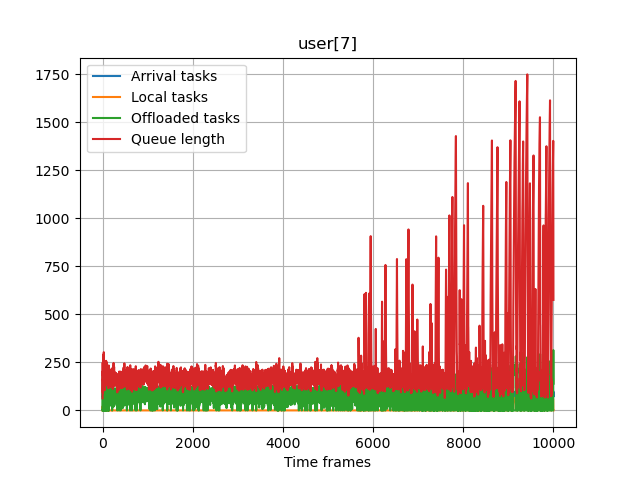 user[7]
Arrival tasks
Local tasks
Offloaded tasks
Queue length
1750
1500
1250
1000
750
500
250
0
0 2000 4000 6000 8000 10000
Time frames